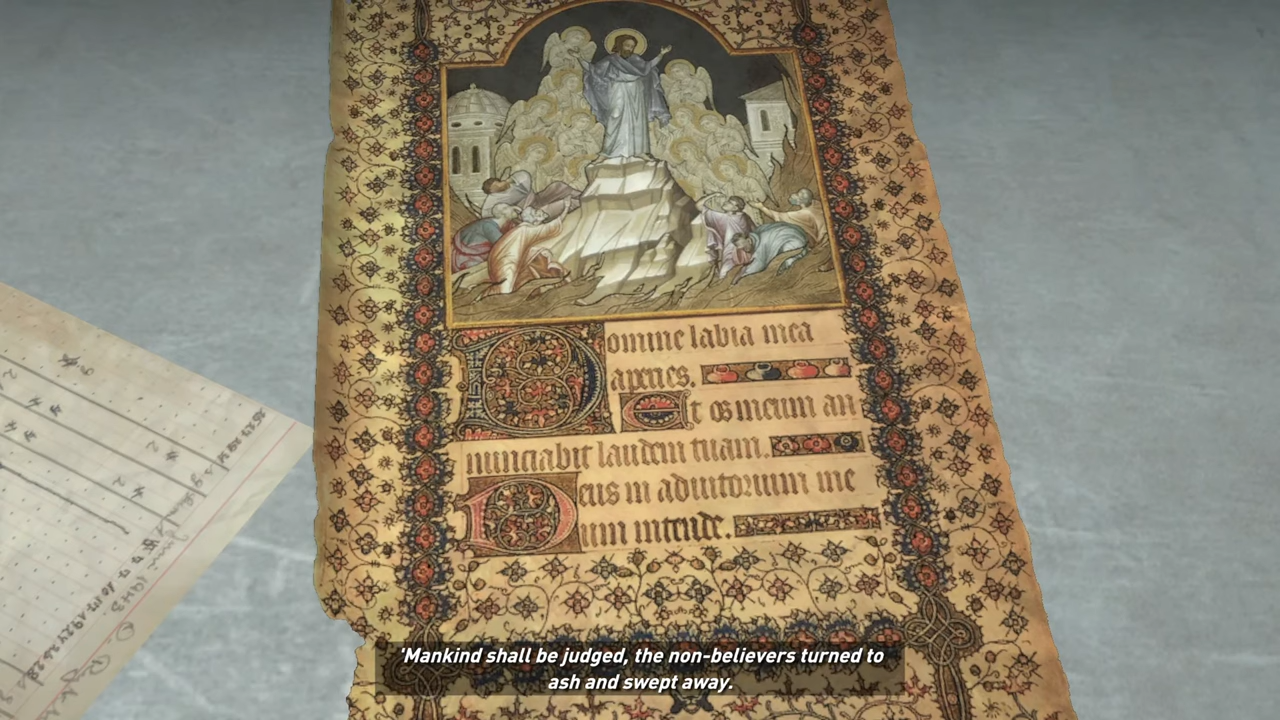 Domine labia mea
aperies.
Et os meum an
nunciabit laudem tuam.
Deus in adiutorium me
um intende.
'Mankind shall be judged, the non-believers turned to
ash and swept away.